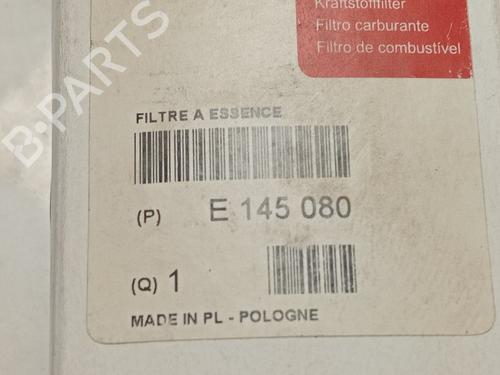 Kraftstofffilter
Filtro carburante
Filtro de combustível
B-PARTS
FILTRE A ESSENCE
(P) E 145 080
(Q) 1
MADE IN PL - POLOGNE